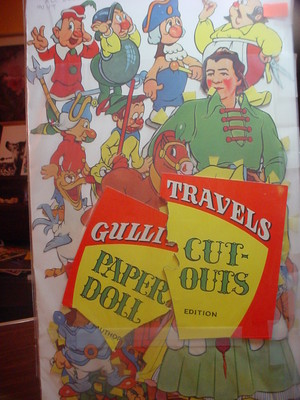 GULLI
TRAVELS
PAPER
DOLL
CUT-
OUTS
EDITION